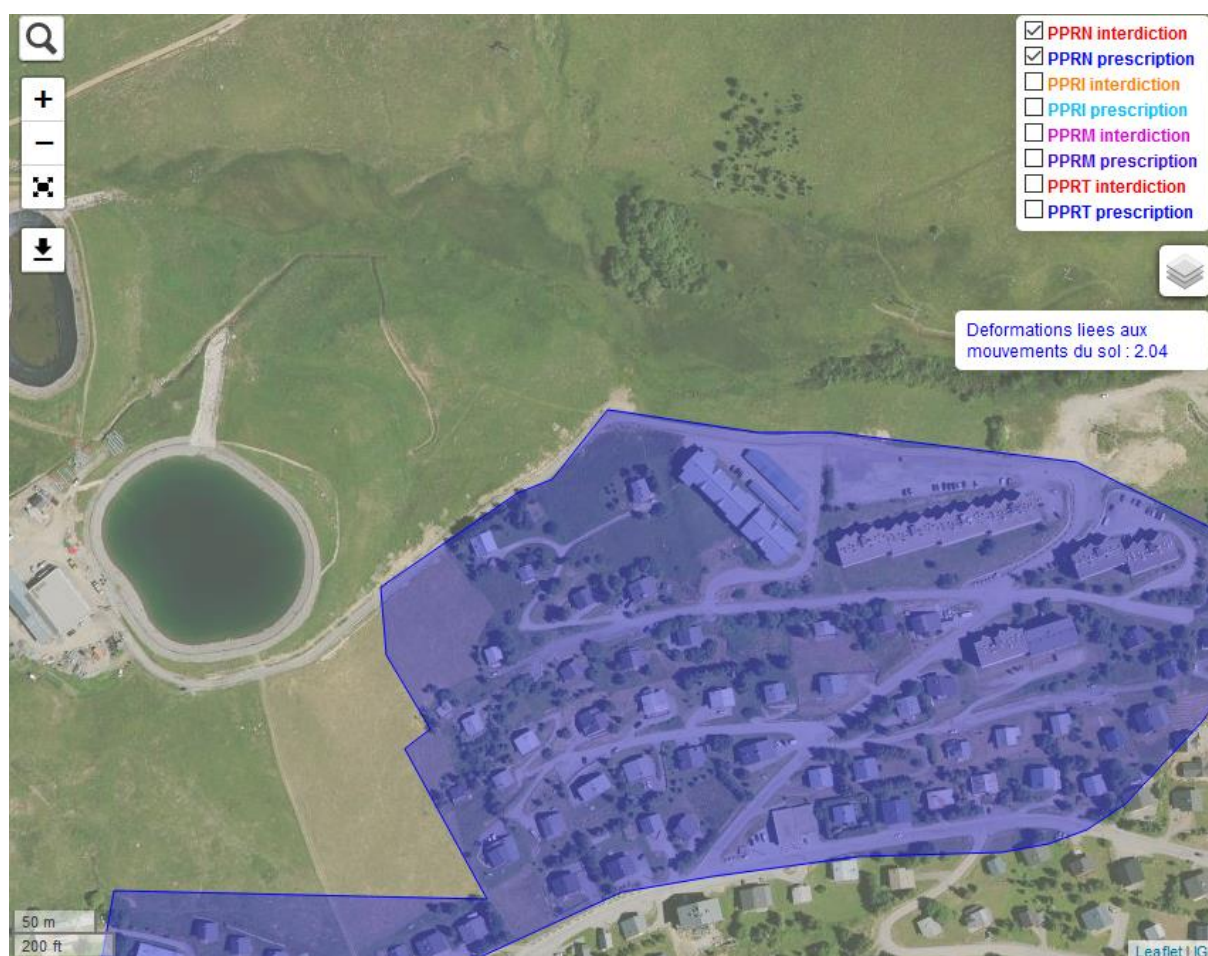 PPRN interdiction
PPRN prescription
PPRI interdiction
PPRI prescription
PPRM interdiction
PPRM prescription
PPRT interdiction
PPRT prescription
+
−
Deformations liees aux
mouvements du sol : 2.04
50 m
200 ft
Leaflet | IG